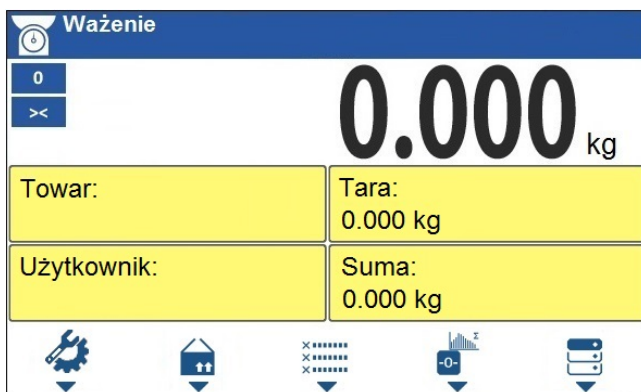 Ważenie
0
><
0.000 kg
Towar:
Tara:
0.000 kg
Użytkownik:
Suma:
0.000 kg
Σ
-0-